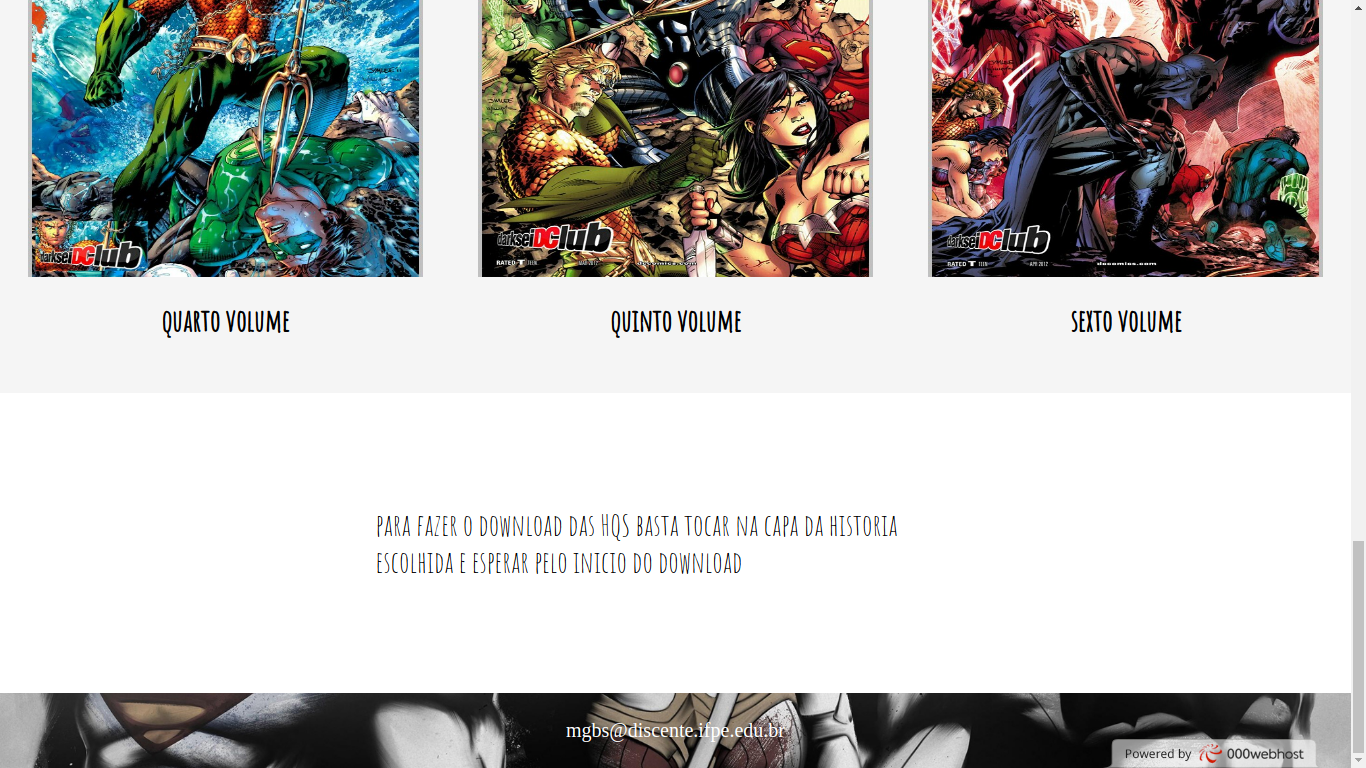 darkseiDClub
RATED T TEEN
MAR 2012
dccomics.com
darkseiDClub
RATED T TEEN
APR 2012
dccomics.com
darkseiDClub
QUARTO VOLUME
QUINTO VOLUME
SEXTO VOLUME
PARA FAZER O DOWNLOAD DAS HQS BASTA TOCAR NA CAPA DA HISTORIA
ESCOLHIDA E ESPERAR PELO INICIO DO DOWNLOAD
mgbs@discente.ifpe.edu.br
Powered by 000webhost